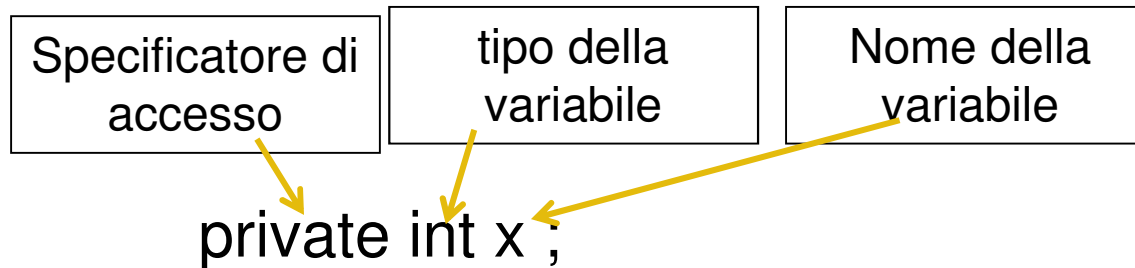 Specificatore di
accesso
tipo della
variabile
Nome della
variabile
private int x ;